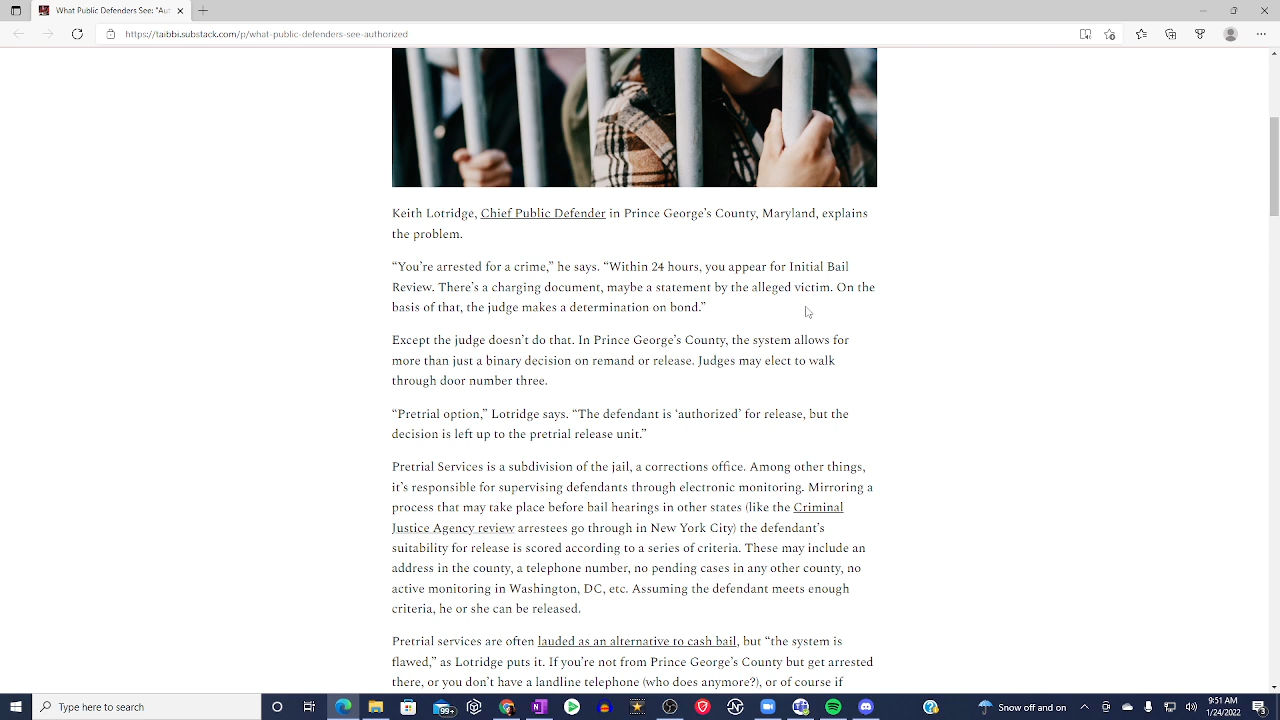 What Public Defenders See: "Aut
https://taibbi.substack.com/p/what-public-defenders-see-authorized
Keith Lotridge, Chief Public Defender in Prince George’s County, Maryland, explains
the problem.
“You’re arrested for a crime,” he says. “Within 24 hours, you appear for Initial Bail
Review. There’s a charging document, maybe a statement by the alleged victim. On the
basis of that, the judge makes a determination on bond.”
Except the judge doesn’t do that. In Prince George’s County, the system allows for
more than just a binary decision on remand or release. Judges may elect to walk
through door number three.
“Pretrial option,” Lotridge says. “The defendant is ‘authorized’ for release, but the
decision is left up to the pretrial release unit.”
Pretrial Services is a subdivision of the jail, a corrections office. Among other things,
it’s responsible for supervising defendants through electronic monitoring. Mirroring a
process that may take place before bail hearings in other states (like the Criminal
Justice Agency review arrestees go through in New York City) the defendant’s
suitability for release is scored according to a series of criteria. These may include an
address in the county, a telephone number, no pending cases in any other county, no
active monitoring in Washington, DC, etc. Assuming the defendant meets enough
criteria, he or she can be released.
Pretrial services are often lauded as an alternative to cash bail, but “the system is
flawed,” as Lotridge puts it. If you’re not from Prince George’s County but get arrested
there, or you don’t have a landline telephone (who does anymore?), or of course if
Type here to search
99+
Snow off and on
9:51 AM
1/24/2022